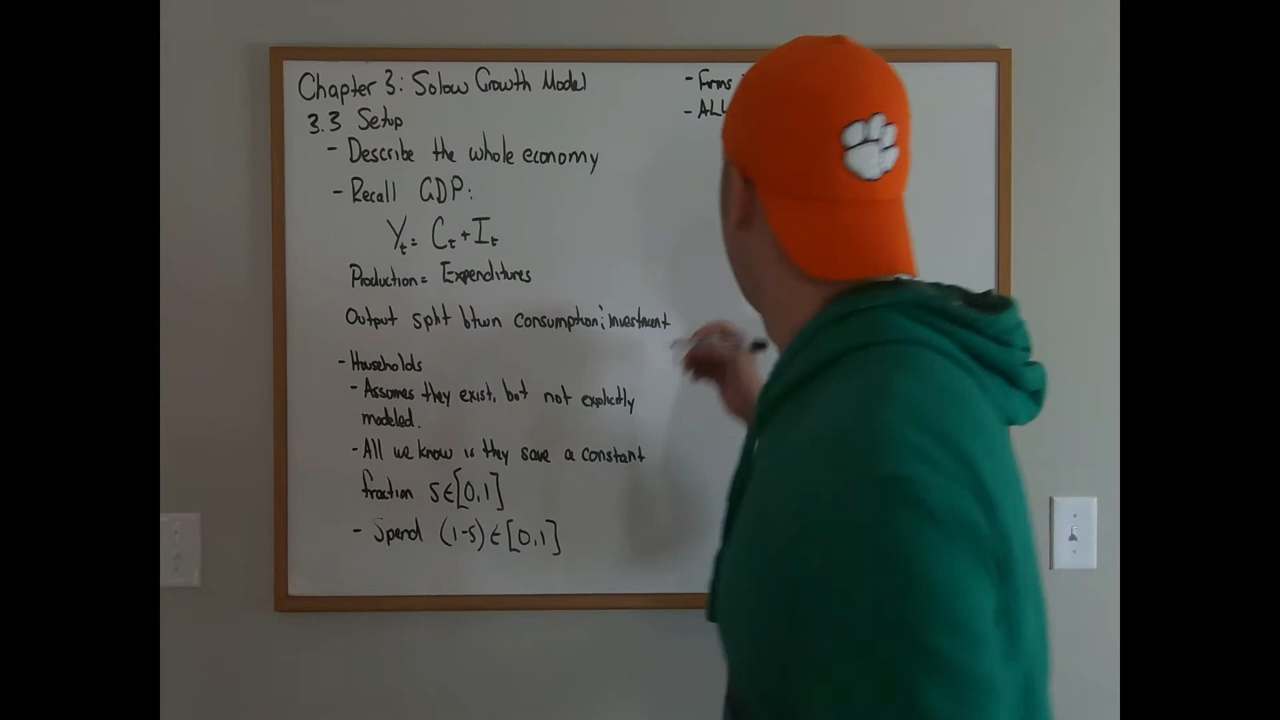 Chapter 3: Solow Growth Model
3.3 Setup
- Describe the whole economy
- Recall GDP:
Yt = Ct + It
Production = Expenditures
Output split btwn consumption ; investment
- Households
- Assumes they exist, but not explicitly
modeled.
- All we know is they save a constant
fraction s∈[0,1]
- Spend (1-s)∈[0,1]
- Firms
- ALL